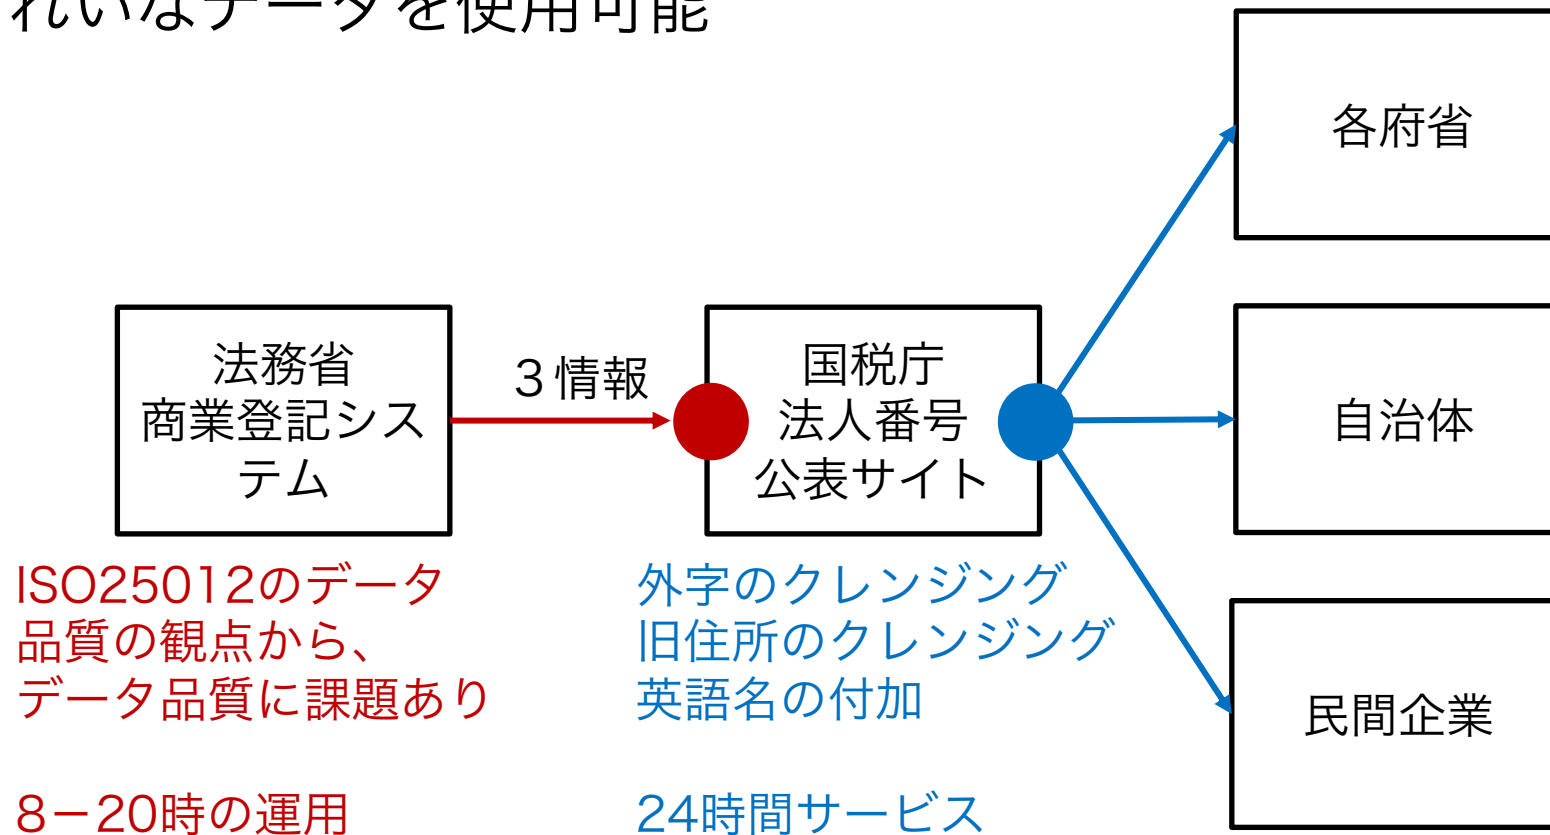 れいなデータを使用可能
各府省
法務省
商業登記シス
テム
３情報
国税庁
法人番号
公表サイト
自治体
ISO25012のデータ
品質の観点から、
データ品質に課題あり
8－20時の運用
外字のクレンジング
旧住所のクレンジング
英語名の付加
24時間サービス
民間企業